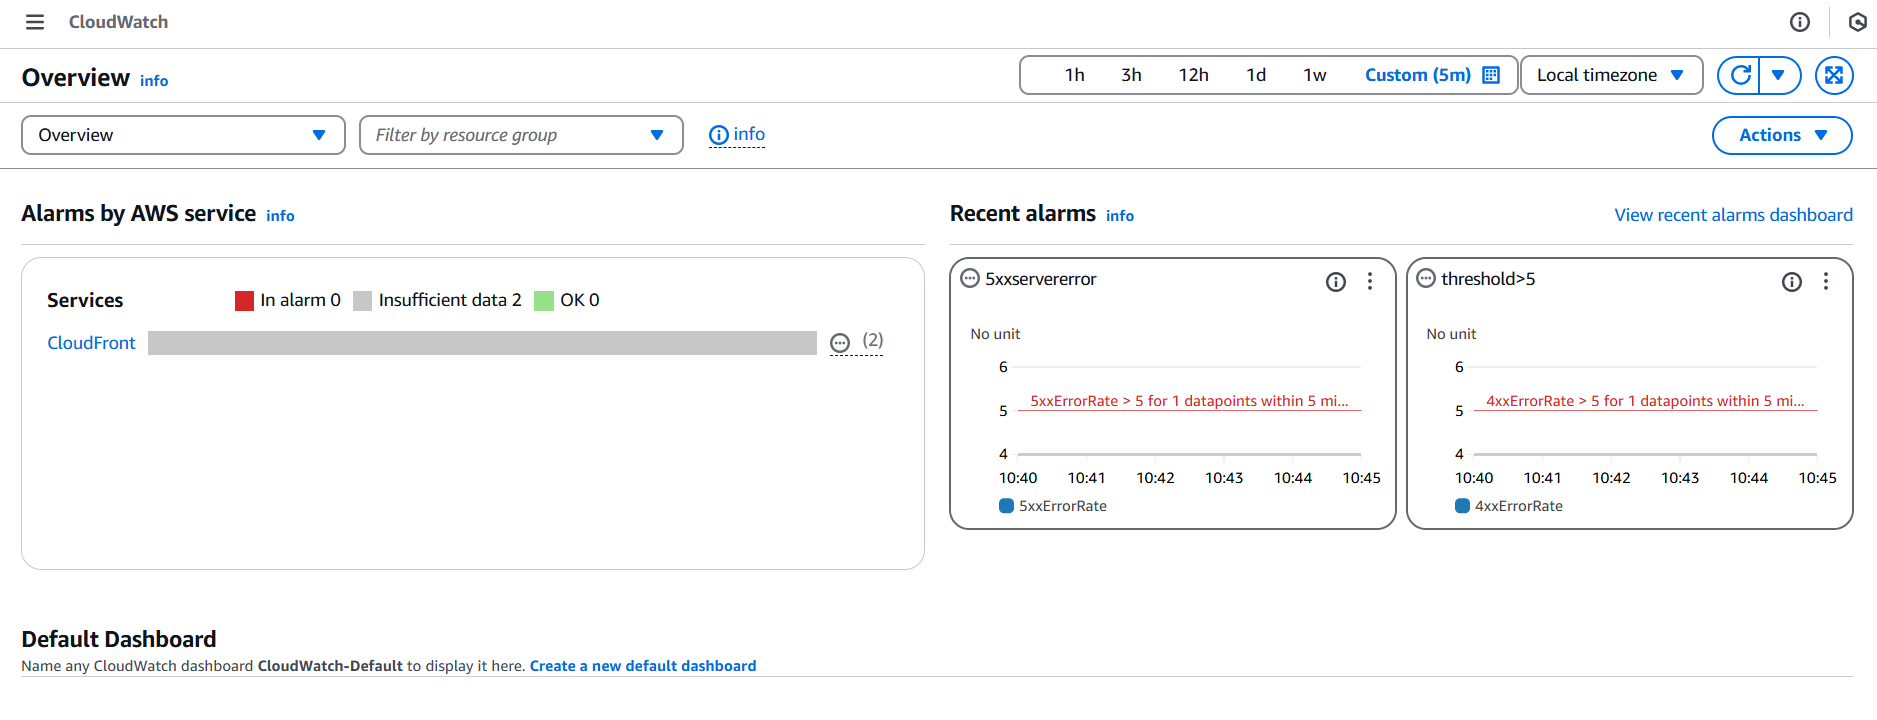 CloudWatch
Overview info
1h 3h 12h 1d 1w Custom (5m) Local timezone
Overview Filter by resource group info Actions
Alarms by AWS service info
Services In alarm 0 Insufficient data 2 OK 0
CloudFront (2)
Recent alarms info View recent alarms dashboard
5xxservererror
No unit
6
5xxErrorRate > 5 for 1 datapoints within 5 mi...
5
4
10:40 10:41 10:42 10:43 10:44 10:45
5xxErrorRate
threshold>5
No unit
6
4xxErrorRate > 5 for 1 datapoints within 5 mi...
5
4
10:40 10:41 10:42 10:43 10:44 10:45
4xxErrorRate
Default Dashboard
Name any CloudWatch dashboard CloudWatch-Default to display it here. Create a new default dashboard